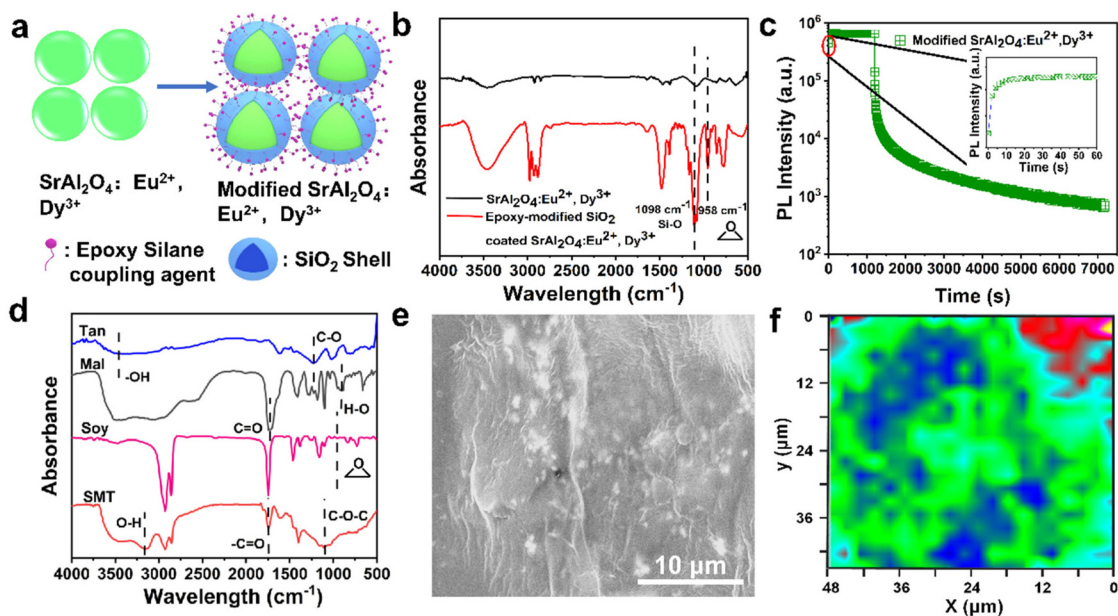 a
SrAl₂O₄: Eu²⁺,
Dy³⁺
Modified SrAl₂O₄:
Eu²⁺, Dy³⁺
: Epoxy Silane
coupling agent
: SiO₂ Shell
b
Absorbance
SrAl₂O₄:Eu²⁺, Dy³⁺
Epoxy-modified SiO₂
coated SrAl₂O₄:Eu²⁺, Dy³⁺
1098 cm⁻¹
Si-O
958 cm⁻¹
O
4000 3500 3000 2500 2000 1500 1000 500
Wavelength (cm⁻¹)
c
PL Intensity (a.u.)
10⁶
10⁵
10⁴
10³
10²
Modified SrAl₂O₄:Eu²⁺,Dy³⁺
PL Intensity (a.u.)
0 10 20 30 40 50 60
Time (s)
0 1000 2000 3000 4000 5000 6000 7000
Time (s)
d
Absorbance
Tan
C-O
-OH
Mal
H-O
C=O
Soy
O
SMT
O-H
C-O-C
-C=O
4000 3500 3000 2500 2000 1500 1000 500
Wavelength (cm⁻¹)
e
10 μm
f
y (μm)
0
12
24
36
48 36 24 12 0
X (μm)